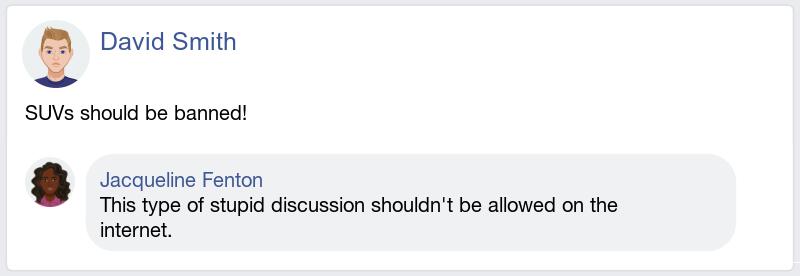 David Smith
SUVs should be banned!
Jacqueline Fenton
This type of stupid discussion shouldn't be allowed on the
internet.